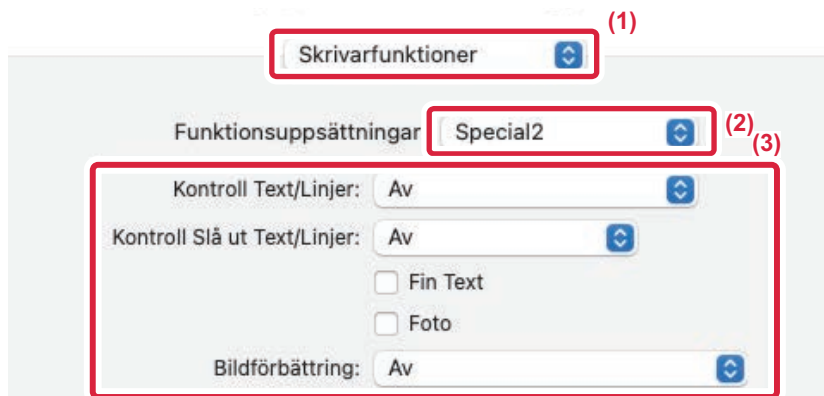 (1)
Skrivarfunktioner
Funktionsuppsättningar Special2 (2)
(3)
Kontroll Text/Linjer: Av
Kontroll Slå ut Text/Linjer: Av
Fin Text
Foto
Bildförbättring: Av